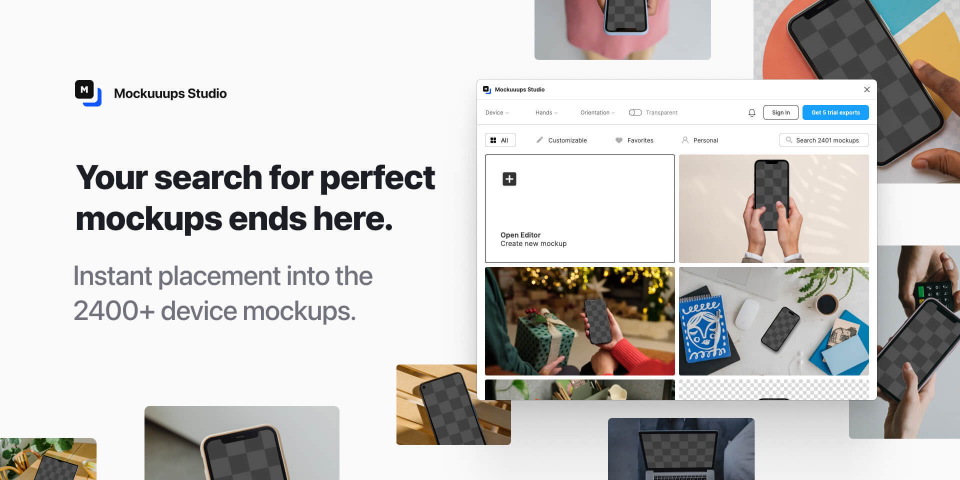 Mockuuups Studio
Your search for perfect
mockups ends here.
Instant placement into the
2400+ device mockups.
Mockuuups Studio
Device
Hands
Orientation
Transparent
Sign in
Get 5 trial exports
All
Customizable
Favorites
Personal
Search 2401 mockups
Open Editor
Create new mockup